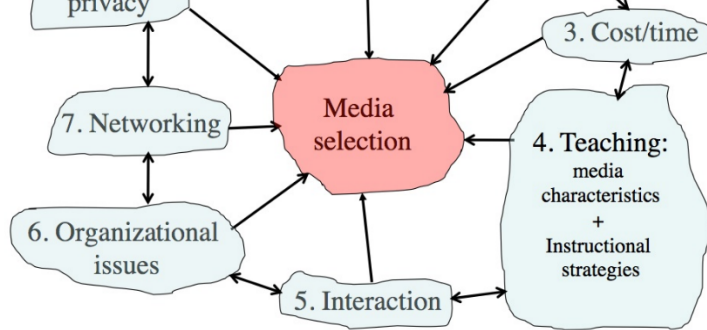 privacy
3. Cost/time
7. Networking
Media
selection
4. Teaching:
media
characteristics
+
Instructional
strategies
6. Organizational
issues
5. Interaction